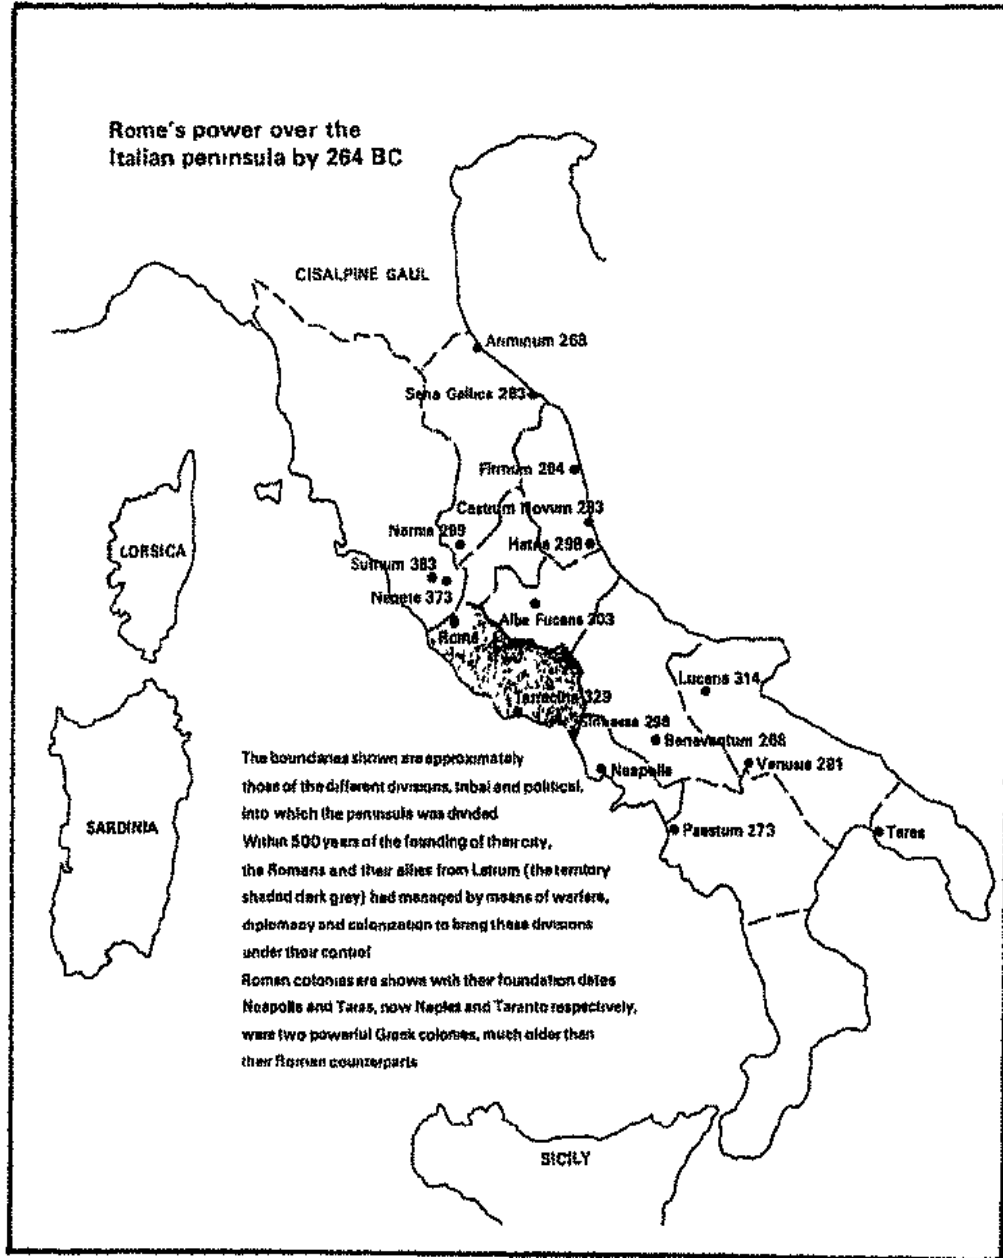 Rome's power over the
Italian peninsula by 264 BC
CISALPINE GAUL
Ariminum 268
Sena Gallica 283
Firmum 264
Castrum Novum 283
Hatria 298
Narnia 299
Sutrium 383
Nepete 373
CORSICA
Rome
Alba Fucens 303
Lucera 314
Tarracina 329
Sinuessa 296
Beneventum 268
Venusia 291
Neapolis
SARDINIA
Paestum 273
Taras
The boundaries shown are approximately
those of the different divisions, tribal and political,
into which the peninsula was divided
Within 500 years of the founding of their city,
the Romans and their allies from Latium (the territory
shaded dark grey) had managed by means of warfare,
diplomacy and colonization to bring these divisions
under their control
Roman colonies are shown with their foundation dates
Neapolis and Taras, now Naples and Taranto respectively,
were two powerful Greek colonies, much older than
their Roman counterparts
SICILY